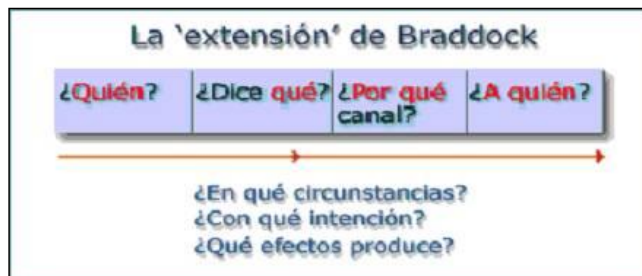 La ‘extensión’ de Braddock
¿Quién? ¿Dice qué? ¿Por qué ¿A quién?
canal?
¿En qué circunstancias?
¿Con qué intención?
¿Qué efectos produce?